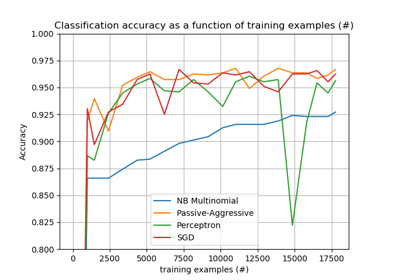 Classification accuracy as a function of training examples (#)
1.000
0.975
0.950
0.925
0.900
0.875
0.850
0.825
0.800
Accuracy
NB Multinomial
Passive-Aggressive
Perceptron
SGD
0
2500
5000
7500
10000
12500
15000
17500
training examples (#)